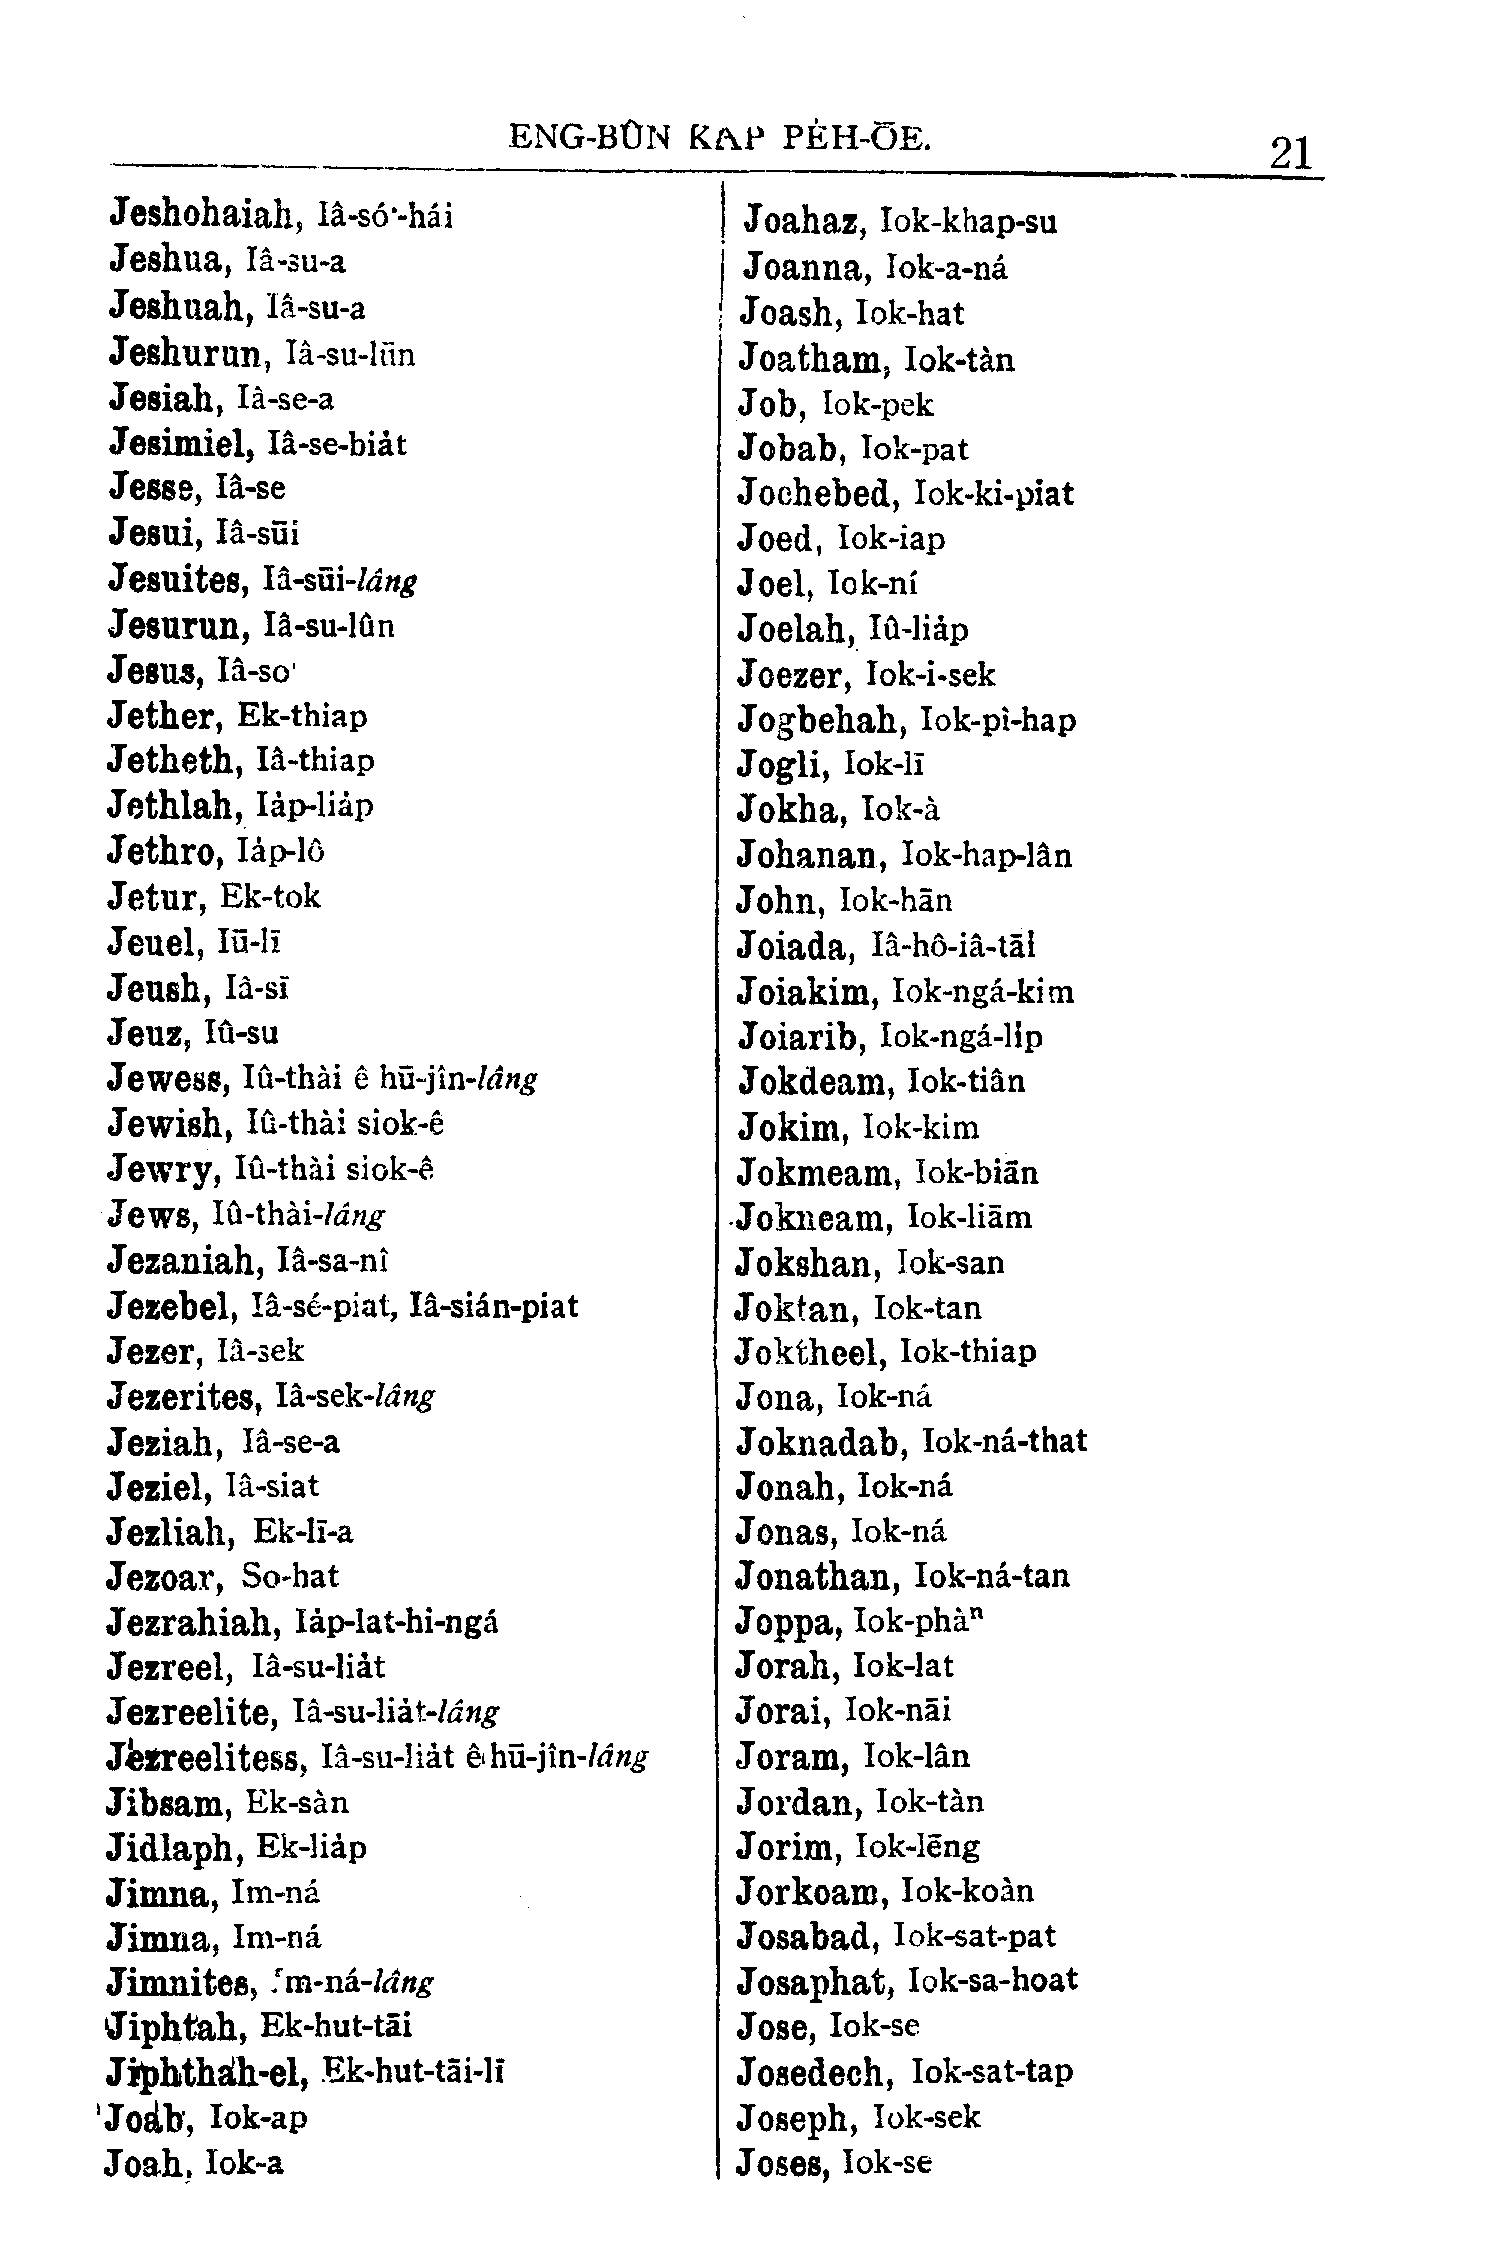 ENG-BÛN KAP PE̍H-ŌE.
21
Jeshohaiah, Iâ-só͘-hái
Jeshua, Iâ-su-a
Jeshuah, Iâ-su-a
Jeshurun, Iâ-su-lūn
Jesiah, Iâ-se-a
Jesimiel, Iâ-se-bia̍t
Jesse, Iâ-se
Jesui, Iâ-sūi
Jesuites, Iâ-sūi-lâng
Jesurun, Iâ-su-lûn
Jesus, Iâ-so͘
Jether, Ek-thiap
Jetheth, Iâ-thiap
Jethlah, Ia̍p-lia̍p
Jethro, Ia̍p-lô
Jetur, Ek-tok
Jeuel, Iū-lī
Jeush, Iâ-sī
Jeuz, Iû-su
Jewess, Iû-thài ê hū-jîn-lâng
Jewish, Iû-thài siok-ê
Jewry, Iû-thài siok-ê
Jews, Iû-thài-lâng
Jezaniah, Iâ-sa-nî
Jezebel, Iâ-sé-piat, Iâ-sián-piat
Jezer, Iâ-sek
Jezerites, Iâ-sek-lâng
Jeziah, Iâ-se-a
Jeziel, Iâ-siat
Jezliah, Ek-lī-a
Jezoar, So-hat
Jezrahiah, Ia̍p-lat-hi-ngá
Jezreel, Iâ-su-lia̍t
Jezreelite, Iâ-su-lia̍t-lâng
Jezreelitess, Iâ-su-lia̍t ê hū-jîn-lâng
Jibsam, Ek-sàn
Jidlaph, Ek-lia̍p
Jimna, Im-ná
Jimna, Im-ná
Jimnites, Im-ná-lâng
Jiphtah, Ek-hut-tāi
Jiphthah-el, Ek-hut-tāi-lī
Joab, Iok-ap
Joah, Iok-a
Joahaz, Iok-khap-su
Joanna, Iok-a-ná
Joash, Iok-hat
Joatham, Iok-tàn
Job, Iok-pek
Jobab, Iok-pat
Jochebed, Iok-ki-piat
Joed, Iok-iap
Joel, Iok-ní
Joelah, Iû-lia̍p
Joezer, Iok-i-sek
Jogbehah, Iok-pì-hap
Jogli, Iok-lī
Jokha, Iok-à
Johanan, Iok-hap-lân
John, Iok-hān
Joiada, Iâ-hô-iâ-tāi
Joiakim, Iok-ngá-kim
Joiarib, Iok-ngá-lip
Jokdeam, Iok-tiân
Jokim, Iok-kim
Jokmeam, Iok-biān
Jokneam, Iok-liām
Jokshan, Iok-san
Joktan, Iok-tan
Joktheel, Iok-thiap
Jona, Iok-ná
Joknadab, Iok-ná-that
Jonah, Iok-ná
Jonas, Iok-ná
Jonathan, Iok-ná-tan
Joppa, Iok-phàⁿ
Jorah, Iok-lat
Jorai, Iok-nāi
Joram, Iok-lân
Jordan, Iok-tàn
Jorim, Iok-lēng
Jorkoam, Iok-koàn
Josabad, Iok-sat-pat
Josaphat, Iok-sa-hoat
Jose, Iok-se
Josedech, Iok-sat-tap
Joseph, Iok-sek
Joses, Iok-se